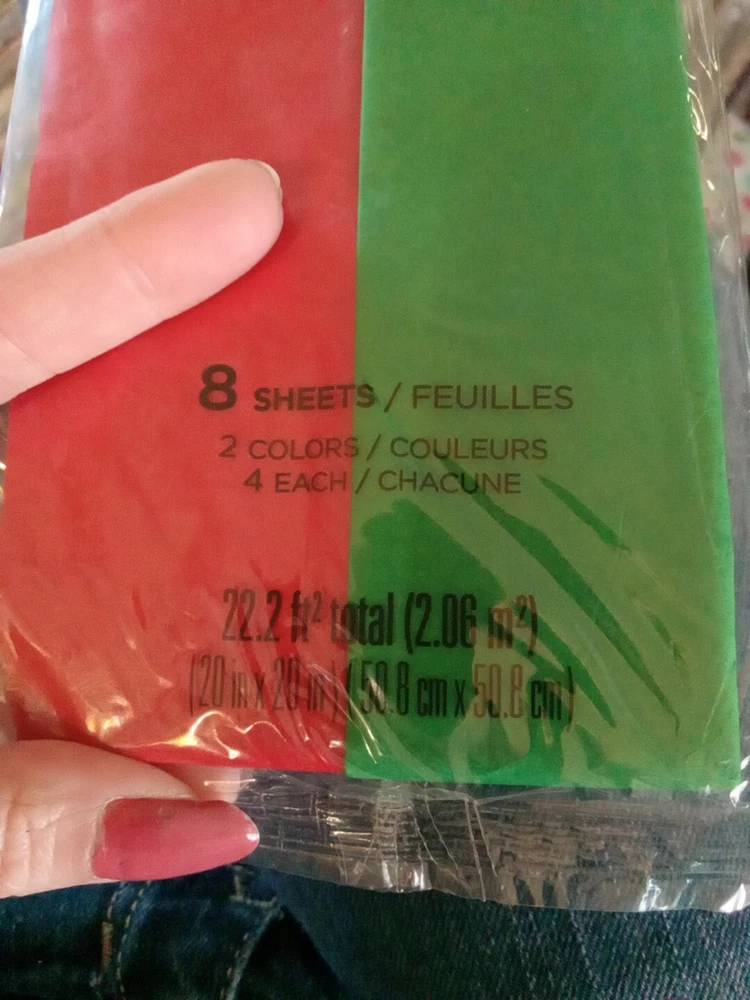 8 SHEETS / FEUILLES
2 COLORS / COULEURS
4 EACH / CHACUNE
22.2 ft² total (2.06 m²)
(20 in x 20 in) (50.8 cm x 50.8 cm)